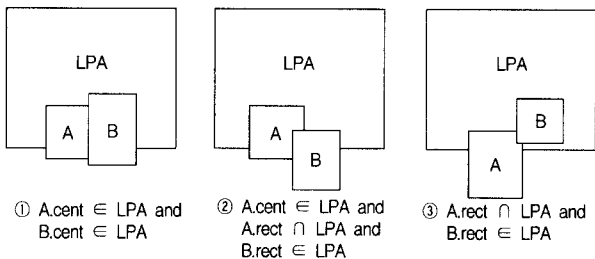 LPA
A
B
① A.cent ∈ LPA and
B.cent ∈ LPA
LPA
A
B
② A.cent ∈ LPA and
A.rect ∩ LPA and
B.rect ∈ LPA
LPA
B
A
③ A.rect ∩ LPA and
B.rect ∈ LPA